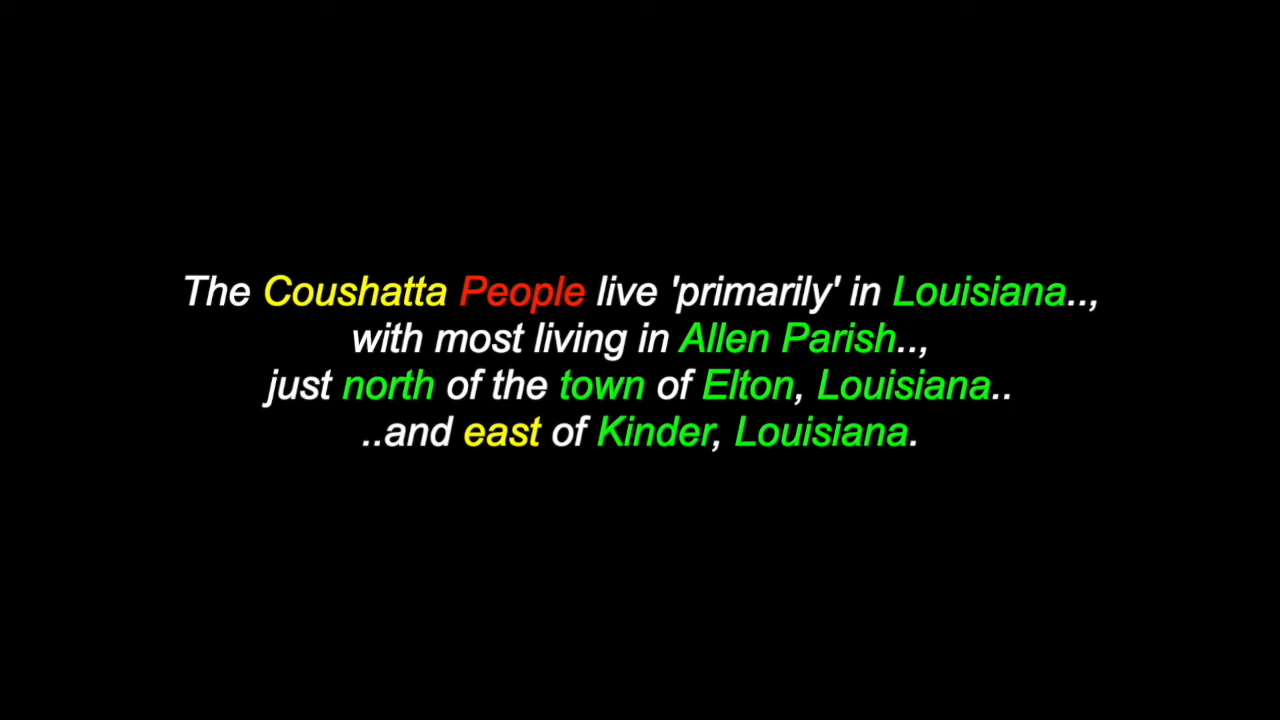 The Coushatta People live 'primarily' in Louisiana..,
with most living in Allen Parish..,
just north of the town of Elton, Louisiana..
..and east of Kinder, Louisiana.